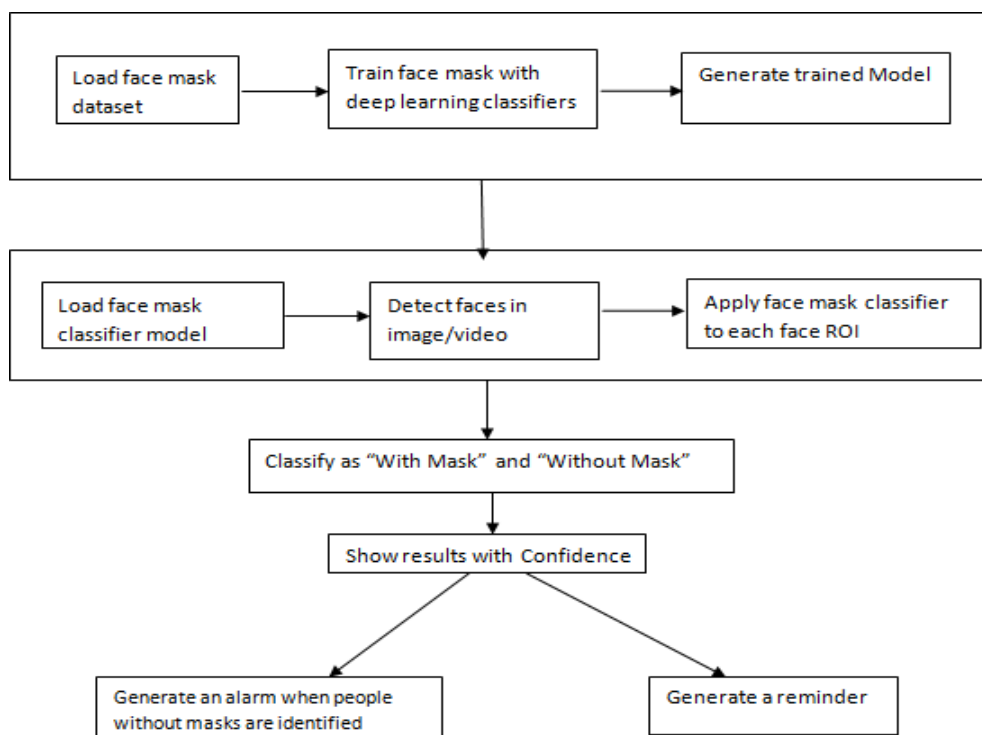 Load face mask
dataset
Train face mask with
deep learning classifiers
Generate trained Model
Load face mask
classifier model
Detect faces in
image/video
Apply face mask classifier
to each face ROI
Classify as “With Mask” and “Without Mask”
Show results with Confidence
Generate an alarm when people
without masks are identified
Generate a reminder